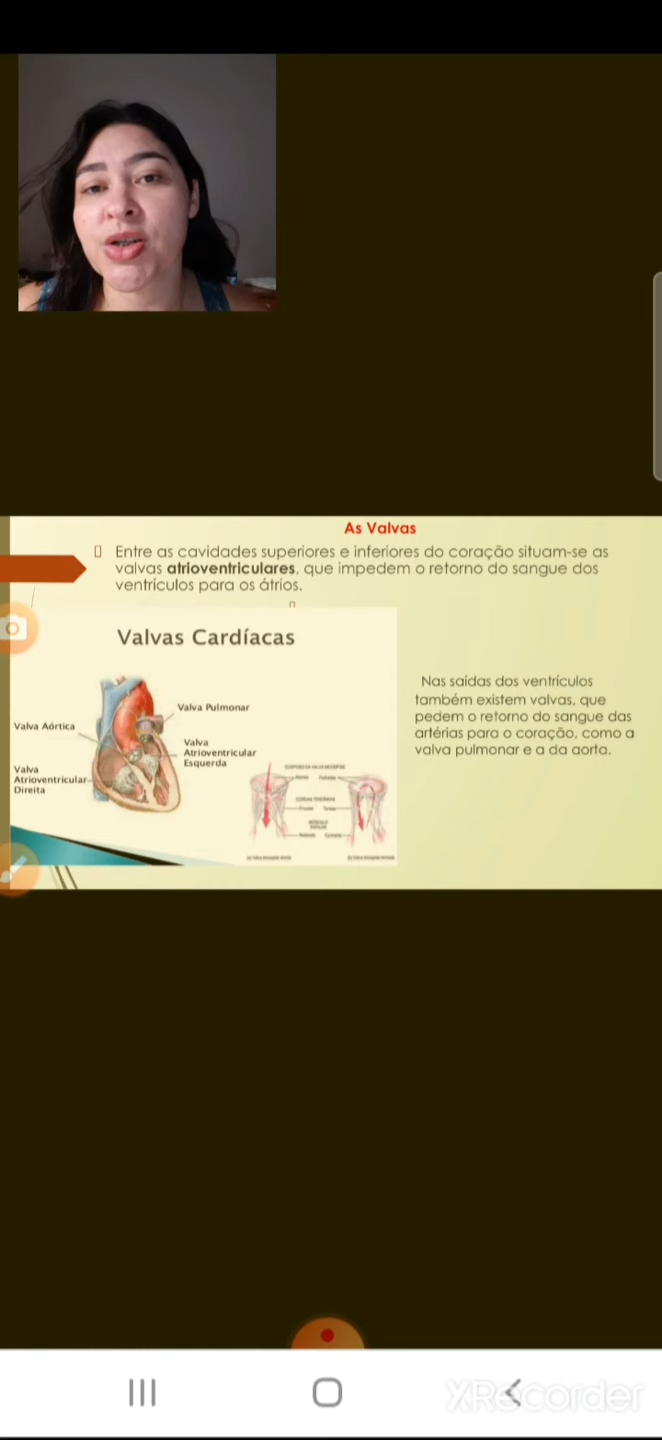 As Valvas
Entre as cavidades superiores e inferiores do coração situam-se as
valvas atrioventriculares, que impedem o retorno do sangue dos
ventrículos para os átrios.
Valvas Cardíacas
Valva Pulmonar
Valva Aórtica
Valva
Atrioventricular
Esquerda
Valva
Atrioventricular
Direita
Nas saídas dos ventrículos
também existem valvas, que
pedem o retorno do sangue das
artérias para o coração, como a
valva pulmonar e a da aorta.
XRecorder